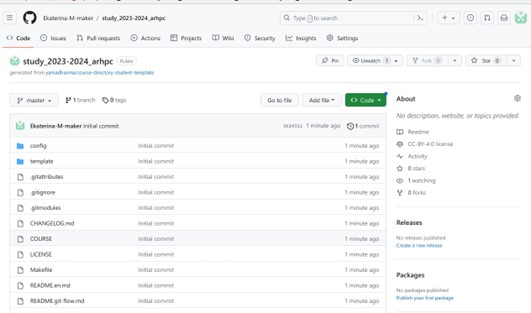 Ekaterina-M-maker / study_2023-2024_arhpc
Type / to search
Code Issues Pull requests Actions Projects Wiki Security Insights Settings
study_2023-2024_arhpc Public
generated from yamadharma/course-directory-student-template
Pin Unwatch 1 Fork 0 Star 0
master 1 branch 0 tags
Go to file Add file Code
Ekaterina-M-maker Initial commit 1 minute ago 1 commit
config Initial commit 1 minute ago
template Initial commit 1 minute ago
.gitattributes Initial commit 1 minute ago
.gitignore Initial commit 1 minute ago
.gitmodules Initial commit 1 minute ago
CHANGELOG.md Initial commit 1 minute ago
COURSE Initial commit 1 minute ago
LICENSE Initial commit 1 minute ago
Makefile Initial commit 1 minute ago
README.en.md Initial commit 1 minute ago
README.git-flow.md Initial commit 1 minute ago
About
No description, website, or topics provided.
Readme
CC-BY-4.0 license
Activity
0 stars
1 watching
0 forks
Releases
No releases published
Create a new release
Packages
No packages published
Publish your first package